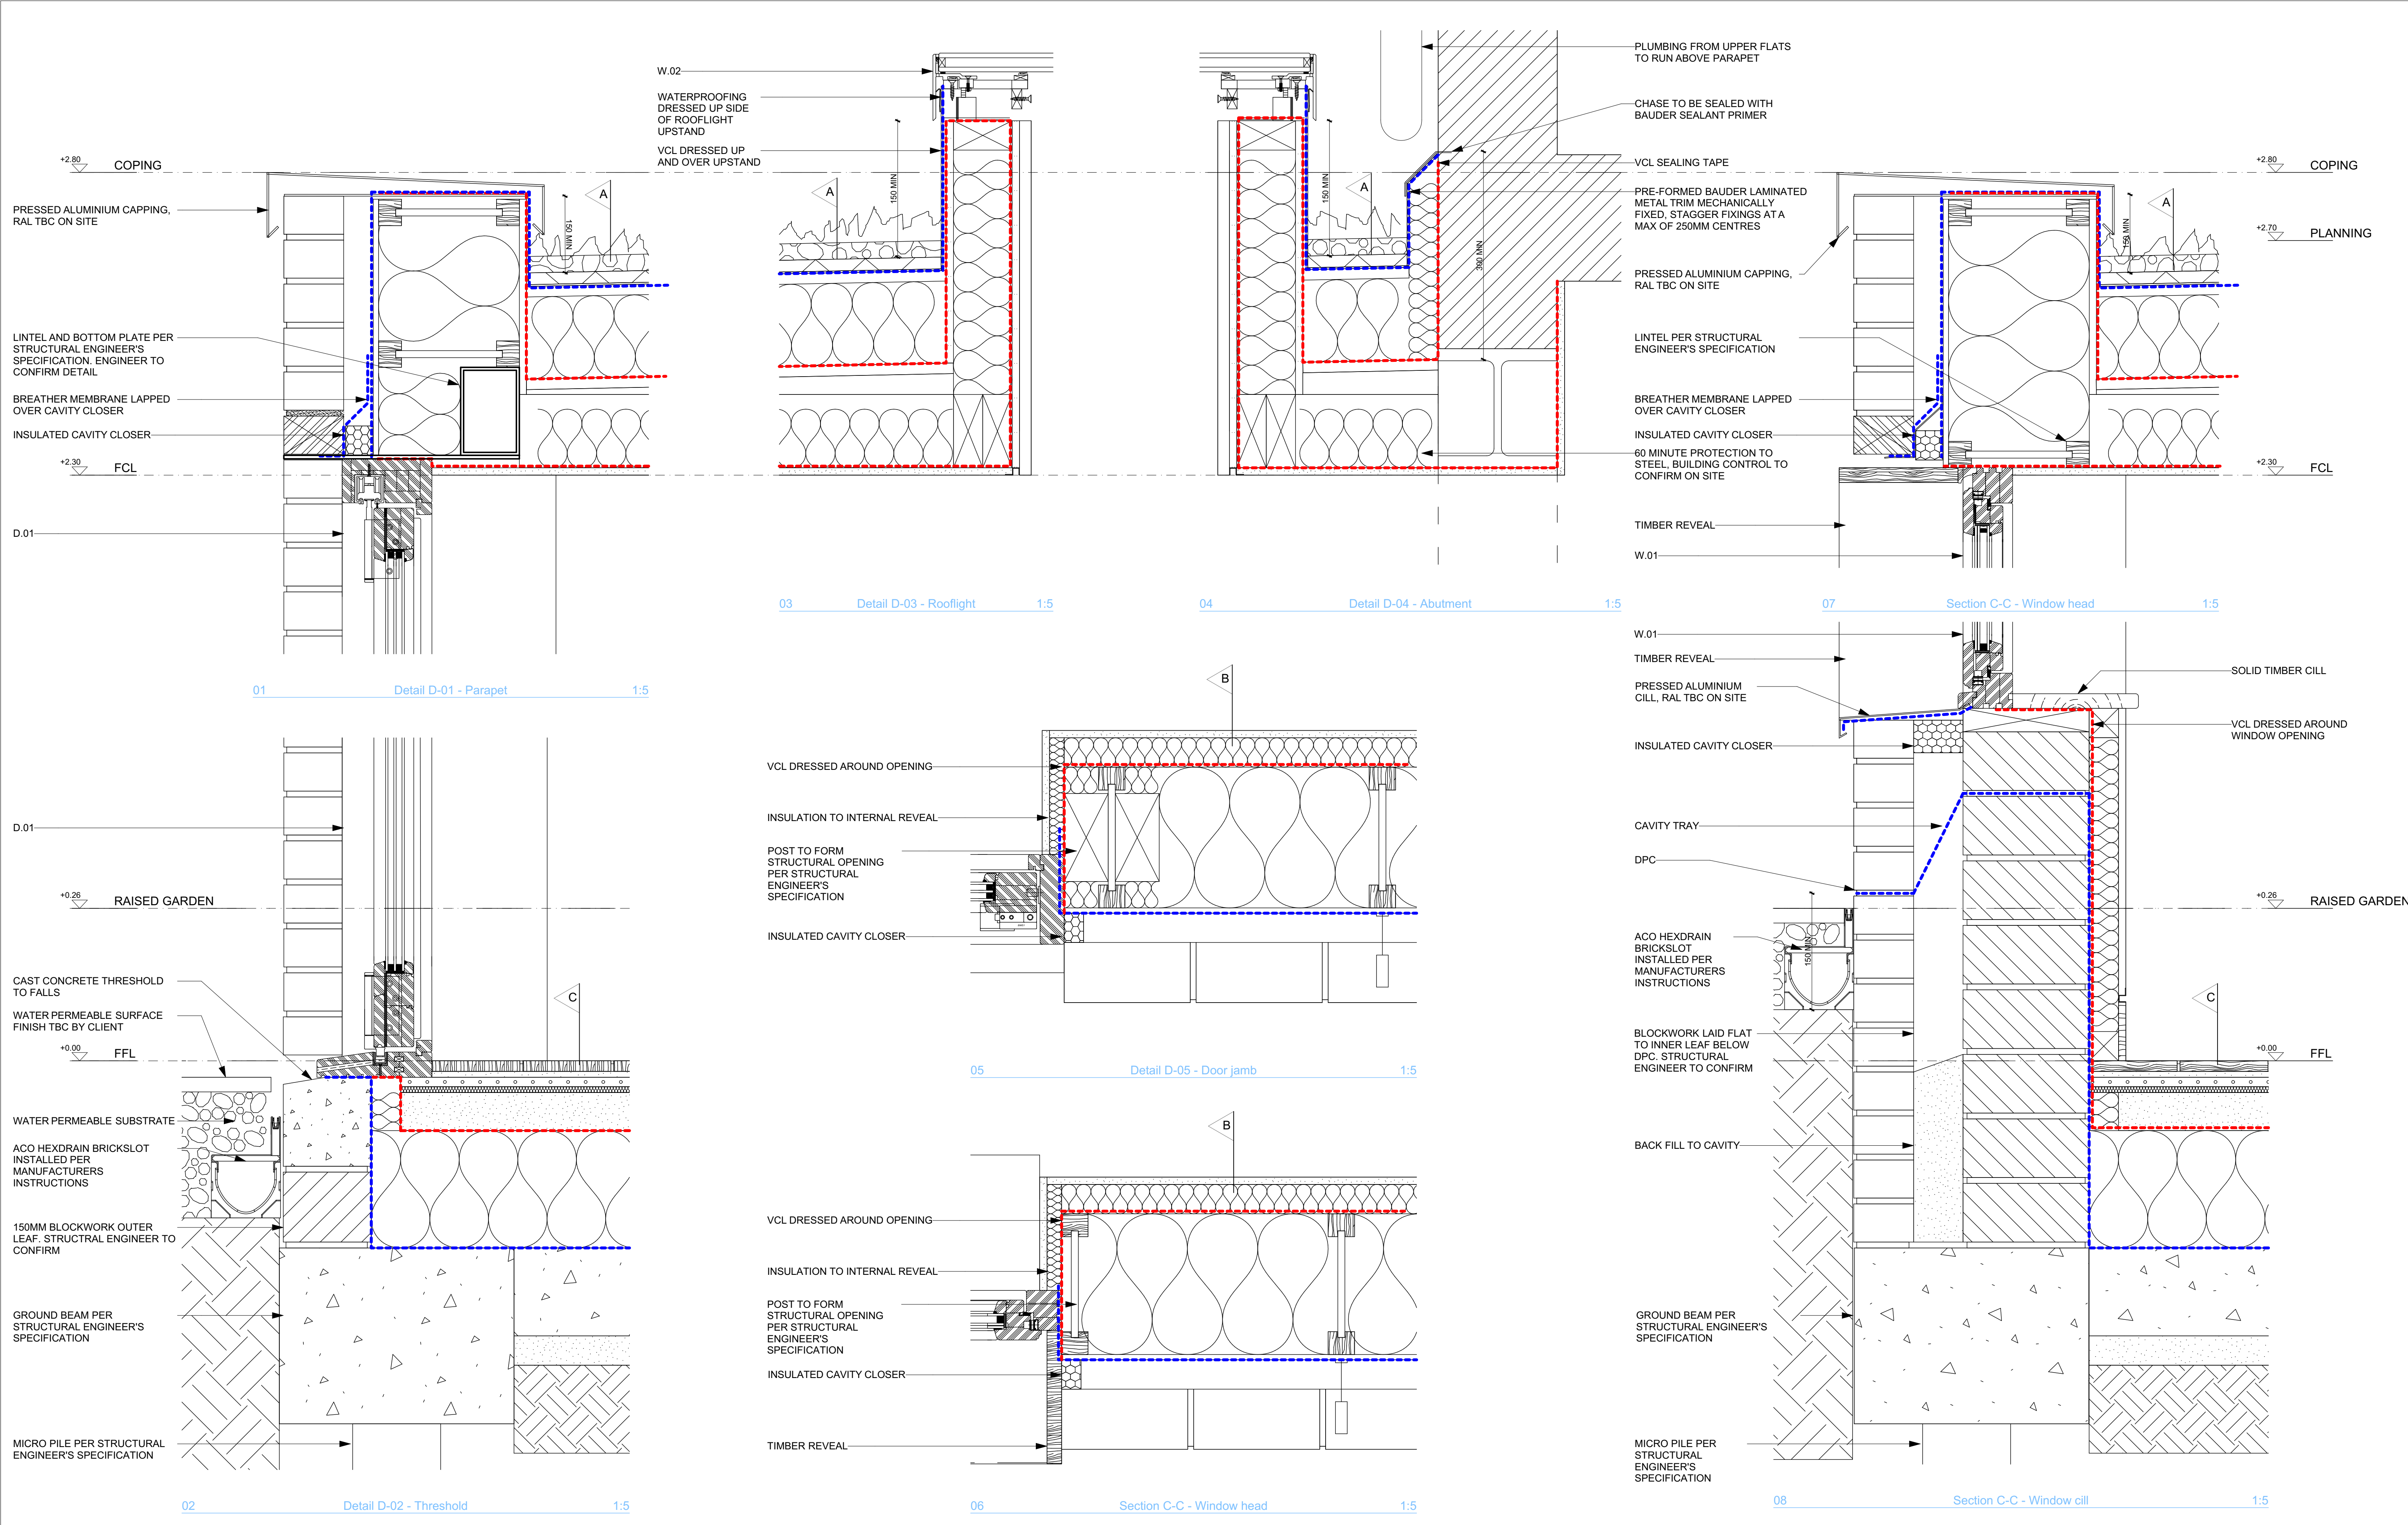 +2.80
COPING
PRESSED ALUMINIUM CAPPING,
RAL TBC ON SITE
150 MIN
A
LINTEL AND BOTTOM PLATE PER
STRUCTURAL ENGINEER'S
SPECIFICATION. ENGINEER TO
CONFIRM DETAIL
BREATHER MEMBRANE LAPPED
OVER CAVITY CLOSER
INSULATED CAVITY CLOSER
+2.30
FCL
D.01
01
Detail D-01 - Parapet
1:5
W.02
WATERPROOFING
DRESSED UP SIDE
OF ROOFLIGHT
UPSTAND
VCL DRESSED UP
AND OVER UPSTAND
A
150 MIN
03
Detail D-03 - Rooflight
1:5
150 MIN
A
300 MIN
PLUMBING FROM UPPER FLATS
TO RUN ABOVE PARAPET
CHASE TO BE SEALED WITH
BAUDER SEALANT PRIMER
VCL SEALING TAPE
PRE-FORMED BAUDER LAMINATED
METAL TRIM MECHANICALLY
FIXED, STAGGER FIXINGS AT A
MAX OF 250MM CENTRES
04
Detail D-04 - Abutment
1:5
PRESSED ALUMINIUM CAPPING,
RAL TBC ON SITE
LINTEL PER STRUCTURAL
ENGINEER'S SPECIFICATION
BREATHER MEMBRANE LAPPED
OVER CAVITY CLOSER
INSULATED CAVITY CLOSER
60 MINUTE PROTECTION TO
STEEL, BUILDING CONTROL TO
CONFIRM ON SITE
TIMBER REVEAL
W.01
150 MIN
A
+2.80
COPING
+2.70
PLANNING
+2.30
FCL
07
Section C-C - Window head
1:5
D.01
+0.26
RAISED GARDEN
CAST CONCRETE THRESHOLD
TO FALLS
WATER PERMEABLE SURFACE
FINISH TBC BY CLIENT
C
+0.00
FFL
WATER PERMEABLE SUBSTRATE
ACO HEXDRAIN BRICKSLOT
INSTALLED PER
MANUFACTURERS
INSTRUCTIONS
150MM BLOCKWORK OUTER
LEAF. STRUCTRAL ENGINEER TO
CONFIRM
GROUND BEAM PER
STRUCTURAL ENGINEER'S
SPECIFICATION
MICRO PILE PER STRUCTURAL
ENGINEER'S SPECIFICATION
02
Detail D-02 - Threshold
1:5
B
VCL DRESSED AROUND OPENING
INSULATION TO INTERNAL REVEAL
POST TO FORM
STRUCTURAL OPENING
PER STRUCTURAL
ENGINEER'S
SPECIFICATION
INSULATED CAVITY CLOSER
05
Detail D-05 - Door jamb
1:5
B
VCL DRESSED AROUND OPENING
INSULATION TO INTERNAL REVEAL
POST TO FORM
STRUCTURAL OPENING
PER STRUCTURAL
ENGINEER'S
SPECIFICATION
INSULATED CAVITY CLOSER
TIMBER REVEAL
06
Section C-C - Window head
1:5
W.01
TIMBER REVEAL
PRESSED ALUMINIUM
CILL, RAL TBC ON SITE
INSULATED CAVITY CLOSER
CAVITY TRAY
DPC
ACO HEXDRAIN
BRICKSLOT
INSTALLED PER
MANUFACTURERS
INSTRUCTIONS
150 MIN
BLOCKWORK LAID FLAT
TO INNER LEAF BELOW
DPC. STRUCTURAL
ENGINEER TO CONFIRM
BACK FILL TO CAVITY
GROUND BEAM PER
STRUCTURAL ENGINEER'S
SPECIFICATION
MICRO PILE PER
STRUCTURAL
ENGINEER'S
SPECIFICATION
SOLID TIMBER CILL
VCL DRESSED AROUND
WINDOW OPENING
+0.26
RAISED GARDEN
C
+0.00
FFL
08
Section C-C - Window cill
1:5